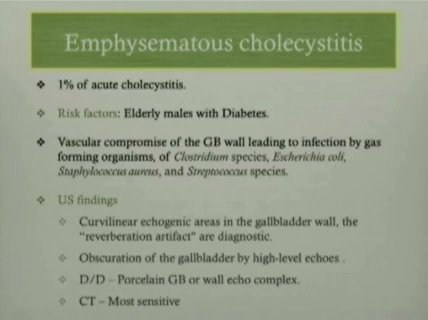 Emphysematous cholecystitis
1% of acute cholecystitis.
Risk factors: Elderly males with Diabetes.
Vascular compromise of the GB wall leading to infection by gas
forming organisms, of Clostridium species, Escherichia coli,
Staphylococcus aureus, and Streptococcus species.
US findings
Curvilinear echogenic areas in the gallbladder wall, the
"reverberation artifact" are diagnostic.
Obscuration of the gallbladder by high-level echoes .
D/D – Porcelain GB or wall echo complex.
CT – Most sensitive